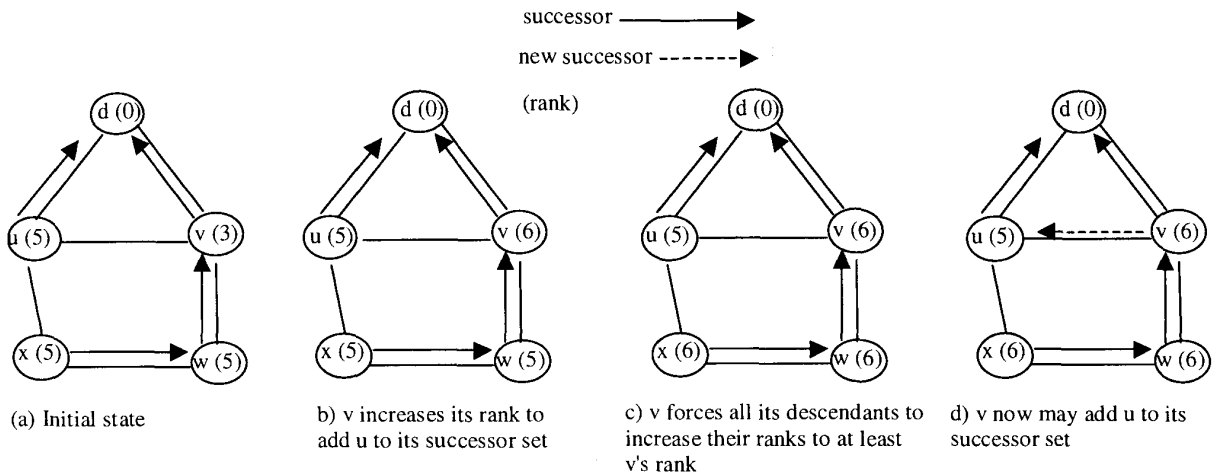 successor
new successor
(rank)
d (0)
u (5)
v (3)
x (5)
w (5)
(a) Initial state
d (0)
u (5)
v (6)
x (5)
w (5)
b) v increases its rank to
add u to its successor set
d (0)
u (5)
v (6)
x (6)
w (6)
c) v forces all its descendants to
increase their ranks to at least
v's rank
d (0)
u (5)
v (6)
x (6)
w (6)
d) v now may add u to its
successor set